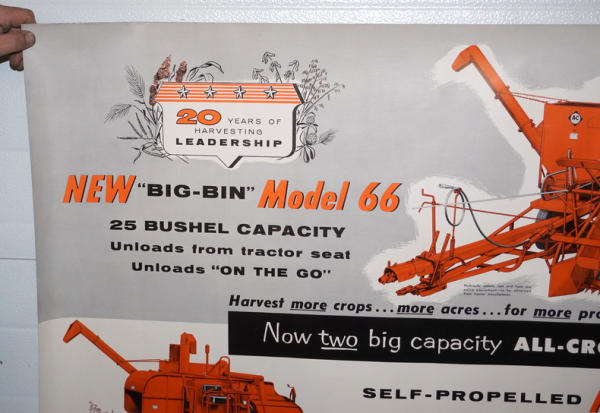 20 YEARS OF
HARVESTING
LEADERSHIP
NEW "BIG-BIN" Model 66
25 BUSHEL CAPACITY
Unloads from tractor seat
Unloads "ON THE GO"
AC
Harvest more crops...more acres...for more pro
Now two big capacity ALL-CRO
SELF-PROPELLED